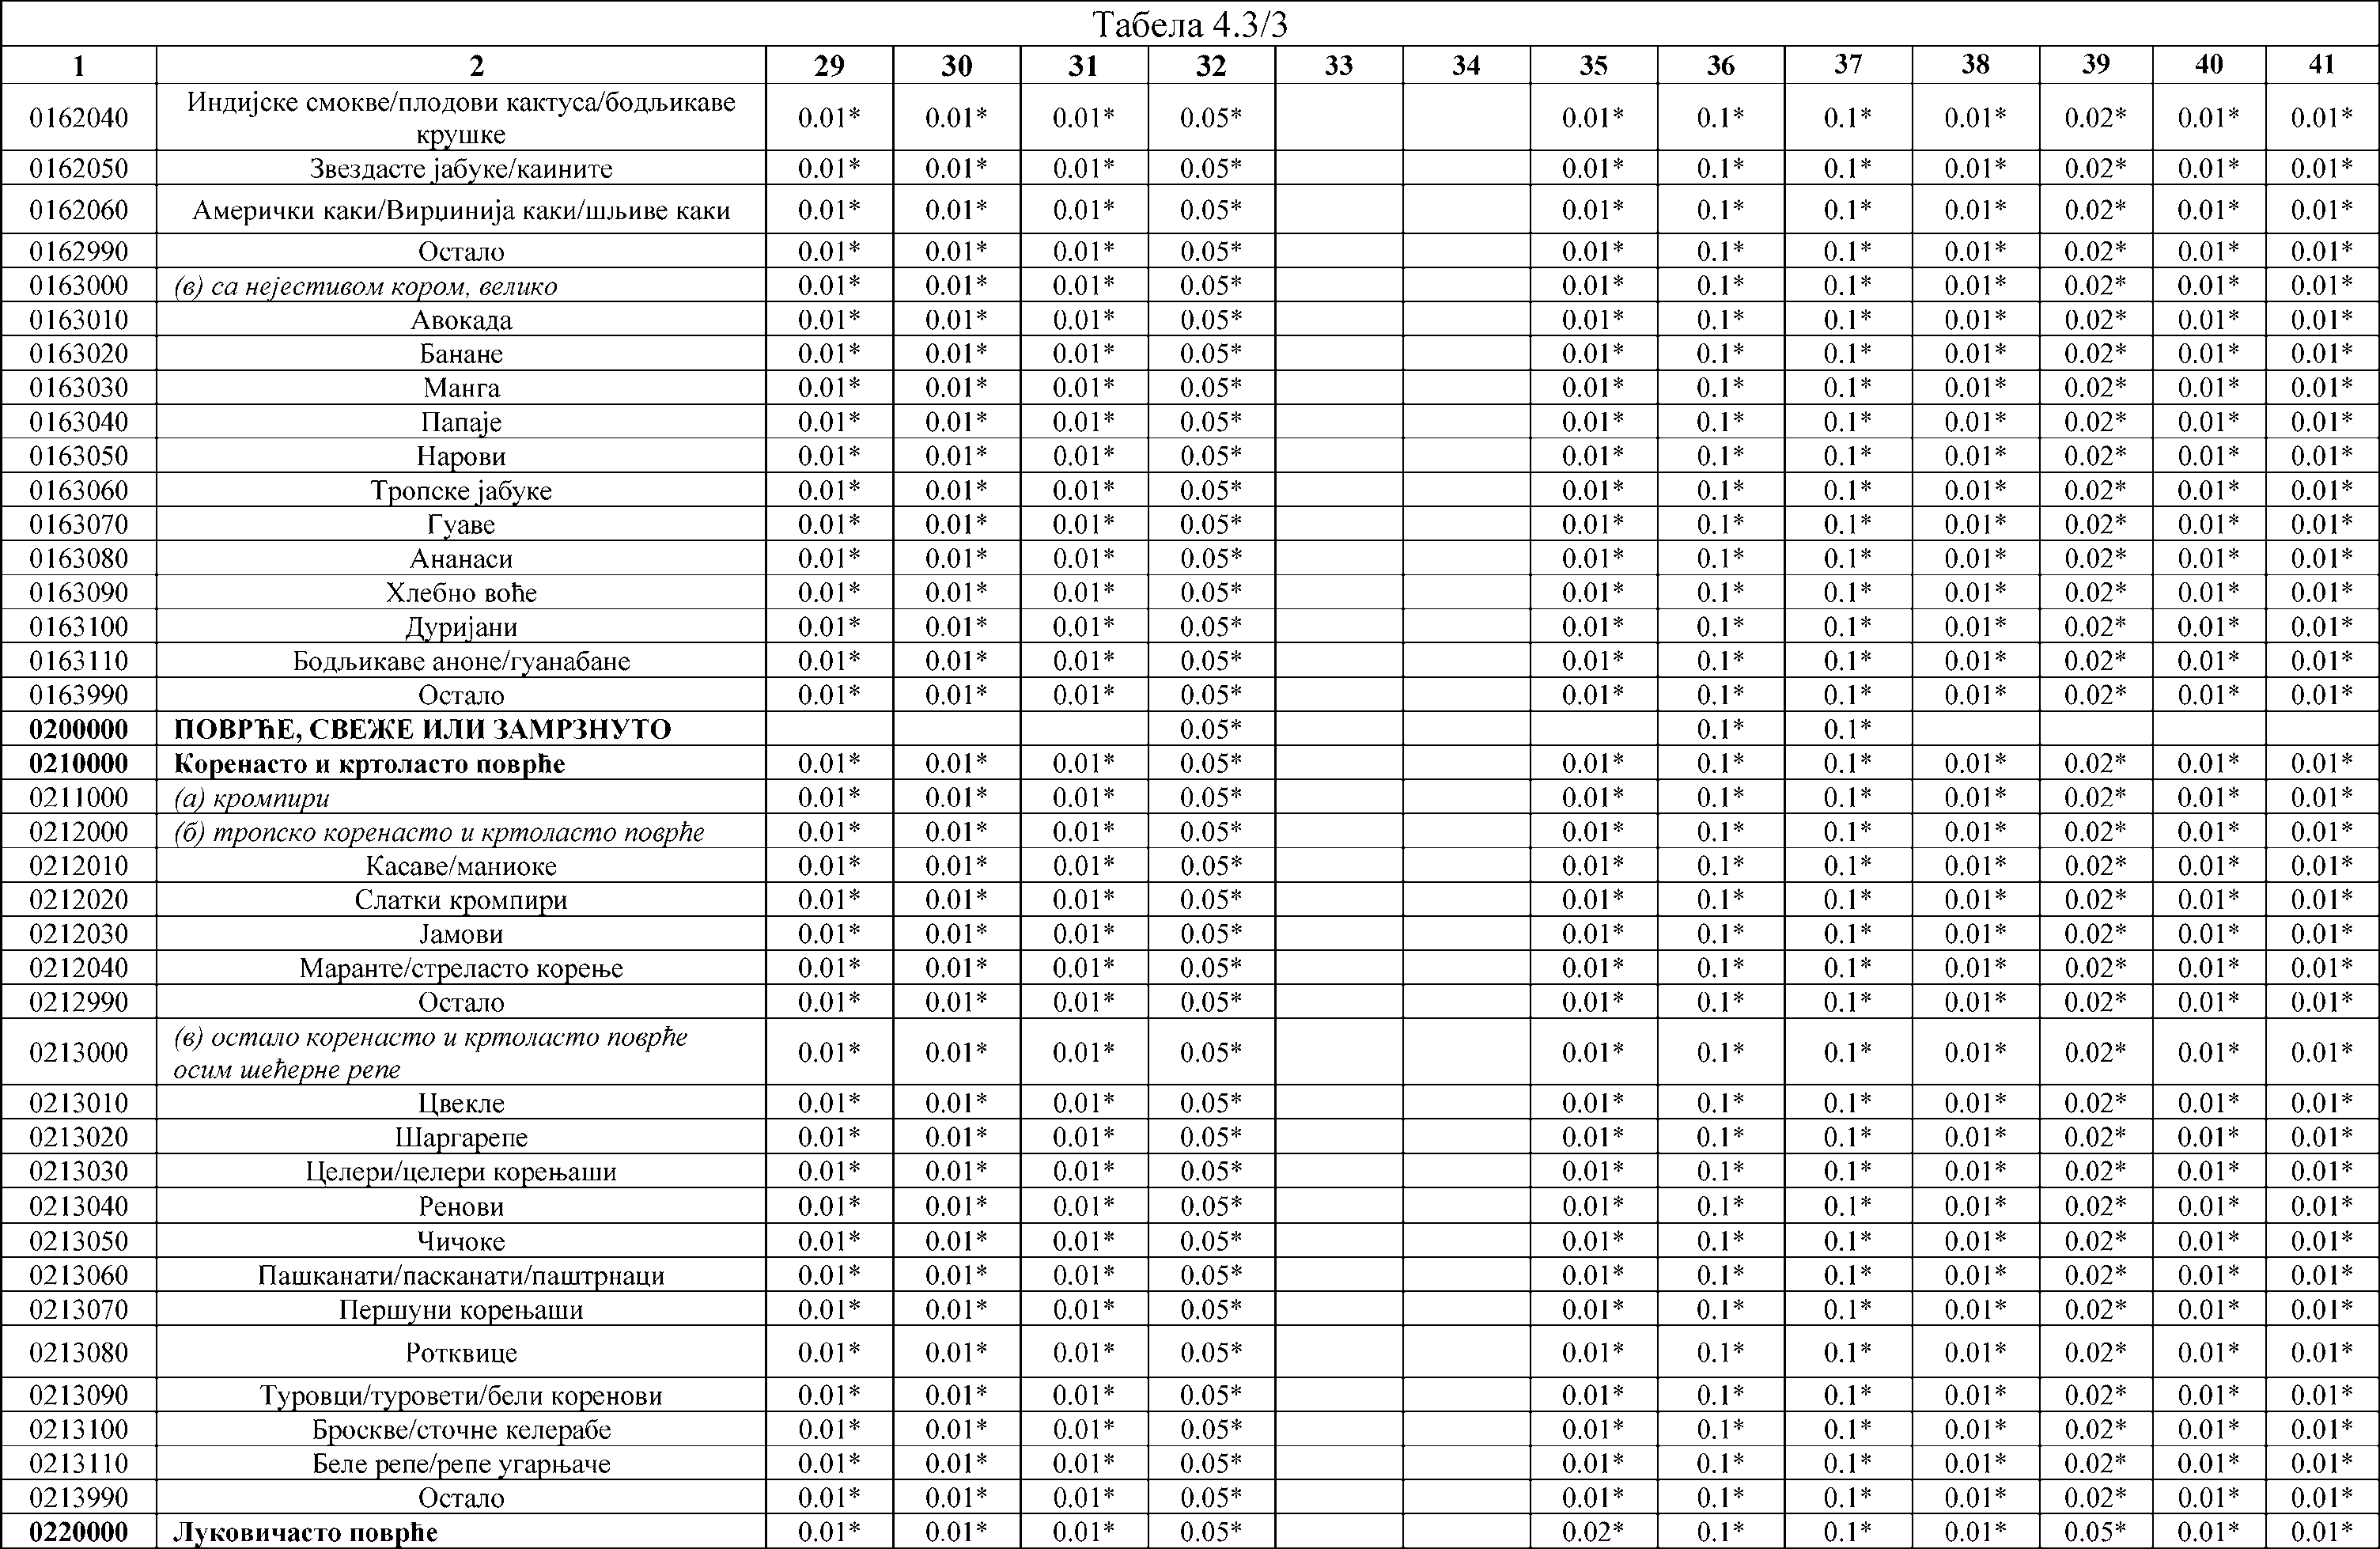 Табела 4.3/3
1 2 29 30 31 32 33 34 35 36 37 38 39 40 41
0162040 Индијске смокве/плодови кактуса/бодљикаве
крушке 0.01* 0.01* 0.01* 0.05* 0.01* 0.1* 0.1* 0.01* 0.02* 0.01* 0.01*
0162050 Звездасте јабуке/каините 0.01* 0.01* 0.01* 0.05* 0.01* 0.1* 0.1* 0.01* 0.02* 0.01* 0.01*
0162060 Амерички каки/Вирџинија каки/шљиве каки 0.01* 0.01* 0.01* 0.05* 0.01* 0.1* 0.1* 0.01* 0.02* 0.01* 0.01*
0162990 Остало 0.01* 0.01* 0.01* 0.05* 0.01* 0.1* 0.1* 0.01* 0.02* 0.01* 0.01*
0163000 (в) са нејестивом кором, велико 0.01* 0.01* 0.01* 0.05* 0.01* 0.1* 0.1* 0.01* 0.02* 0.01* 0.01*
0163010 Авокада 0.01* 0.01* 0.01* 0.05* 0.01* 0.1* 0.1* 0.01* 0.02* 0.01* 0.01*
0163020 Банане 0.01* 0.01* 0.01* 0.05* 0.01* 0.1* 0.1* 0.01* 0.02* 0.01* 0.01*
0163030 Манга 0.01* 0.01* 0.01* 0.05* 0.01* 0.1* 0.1* 0.01* 0.02* 0.01* 0.01*
0163040 Папаје 0.01* 0.01* 0.01* 0.05* 0.01* 0.1* 0.1* 0.01* 0.02* 0.01* 0.01*
0163050 Нарови 0.01* 0.01* 0.01* 0.05* 0.01* 0.1* 0.1* 0.01* 0.02* 0.01* 0.01*
0163060 Тропске јабуке 0.01* 0.01* 0.01* 0.05* 0.01* 0.1* 0.1* 0.01* 0.02* 0.01* 0.01*
0163070 Гуаве 0.01* 0.01* 0.01* 0.05* 0.01* 0.1* 0.1* 0.01* 0.02* 0.01* 0.01*
0163080 Ананаси 0.01* 0.01* 0.01* 0.05* 0.01* 0.1* 0.1* 0.01* 0.02* 0.01* 0.01*
0163090 Хлебно воће 0.01* 0.01* 0.01* 0.05* 0.01* 0.1* 0.1* 0.01* 0.02* 0.01* 0.01*
0163100 Дуријани 0.01* 0.01* 0.01* 0.05* 0.01* 0.1* 0.1* 0.01* 0.02* 0.01* 0.01*
0163110 Бодљикаве аноне/гуанабане 0.01* 0.01* 0.01* 0.05* 0.01* 0.1* 0.1* 0.01* 0.02* 0.01* 0.01*
0163990 Остало 0.01* 0.01* 0.01* 0.05* 0.01* 0.1* 0.1* 0.01* 0.02* 0.01* 0.01*
0200000 ПОВРЋЕ, СВЕЖЕ ИЛИ ЗАМРЗНУТО 0.05* 0.1* 0.1*
0210000 Коренасто и кртоласто поврће 0.01* 0.01* 0.01* 0.05* 0.01* 0.1* 0.1* 0.01* 0.02* 0.01* 0.01*
0211000 (а) кромпири 0.01* 0.01* 0.01* 0.05* 0.01* 0.1* 0.1* 0.01* 0.02* 0.01* 0.01*
0212000 (б) тропско коренасто и кртоласто поврће 0.01* 0.01* 0.01* 0.05* 0.01* 0.1* 0.1* 0.01* 0.02* 0.01* 0.01*
0212010 Касаве/маниоке 0.01* 0.01* 0.01* 0.05* 0.01* 0.1* 0.1* 0.01* 0.02* 0.01* 0.01*
0212020 Слатки кромпири 0.01* 0.01* 0.01* 0.05* 0.01* 0.1* 0.1* 0.01* 0.02* 0.01* 0.01*
0212030 Јамови 0.01* 0.01* 0.01* 0.05* 0.01* 0.1* 0.1* 0.01* 0.02* 0.01* 0.01*
0212040 Маранте/стреласто корење 0.01* 0.01* 0.01* 0.05* 0.01* 0.1* 0.1* 0.01* 0.02* 0.01* 0.01*
0212990 Остало 0.01* 0.01* 0.01* 0.05* 0.01* 0.1* 0.1* 0.01* 0.02* 0.01* 0.01*
0213000 (в) остало коренасто и кртоласто поврће
осим шећерне репе 0.01* 0.01* 0.01* 0.05* 0.01* 0.1* 0.1* 0.01* 0.02* 0.01* 0.01*
0213010 Цвекле 0.01* 0.01* 0.01* 0.05* 0.01* 0.1* 0.1* 0.01* 0.02* 0.01* 0.01*
0213020 Шаргарепе 0.01* 0.01* 0.01* 0.05* 0.01* 0.1* 0.1* 0.01* 0.02* 0.01* 0.01*
0213030 Целери/целери корењаши 0.01* 0.01* 0.01* 0.05* 0.01* 0.1* 0.1* 0.01* 0.02* 0.01* 0.01*
0213040 Ренови 0.01* 0.01* 0.01* 0.05* 0.01* 0.1* 0.1* 0.01* 0.02* 0.01* 0.01*
0213050 Чичоке 0.01* 0.01* 0.01* 0.05* 0.01* 0.1* 0.1* 0.01* 0.02* 0.01* 0.01*
0213060 Пашканати/пасканати/паштрнаци 0.01* 0.01* 0.01* 0.05* 0.01* 0.1* 0.1* 0.01* 0.02* 0.01* 0.01*
0213070 Першуни корењаши 0.01* 0.01* 0.01* 0.05* 0.01* 0.1* 0.1* 0.01* 0.02* 0.01* 0.01*
0213080 Ротквице 0.01* 0.01* 0.01* 0.05* 0.01* 0.1* 0.1* 0.01* 0.02* 0.01* 0.01*
0213090 Туровци/туровети/бели коренови 0.01* 0.01* 0.01* 0.05* 0.01* 0.1* 0.1* 0.01* 0.02* 0.01* 0.01*
0213100 Броскве/сточне келерабе 0.01* 0.01* 0.01* 0.05* 0.01* 0.1* 0.1* 0.01* 0.02* 0.01* 0.01*
0213110 Беле репе/репе угарњаче 0.01* 0.01* 0.01* 0.05* 0.01* 0.1* 0.1* 0.01* 0.02* 0.01* 0.01*
0213990 Остало 0.01* 0.01* 0.01* 0.05* 0.01* 0.1* 0.1* 0.01* 0.02* 0.01* 0.01*
0220000 Луковичасто поврће 0.01* 0.01* 0.01* 0.05* 0.02* 0.1* 0.1* 0.01* 0.05* 0.01* 0.01*